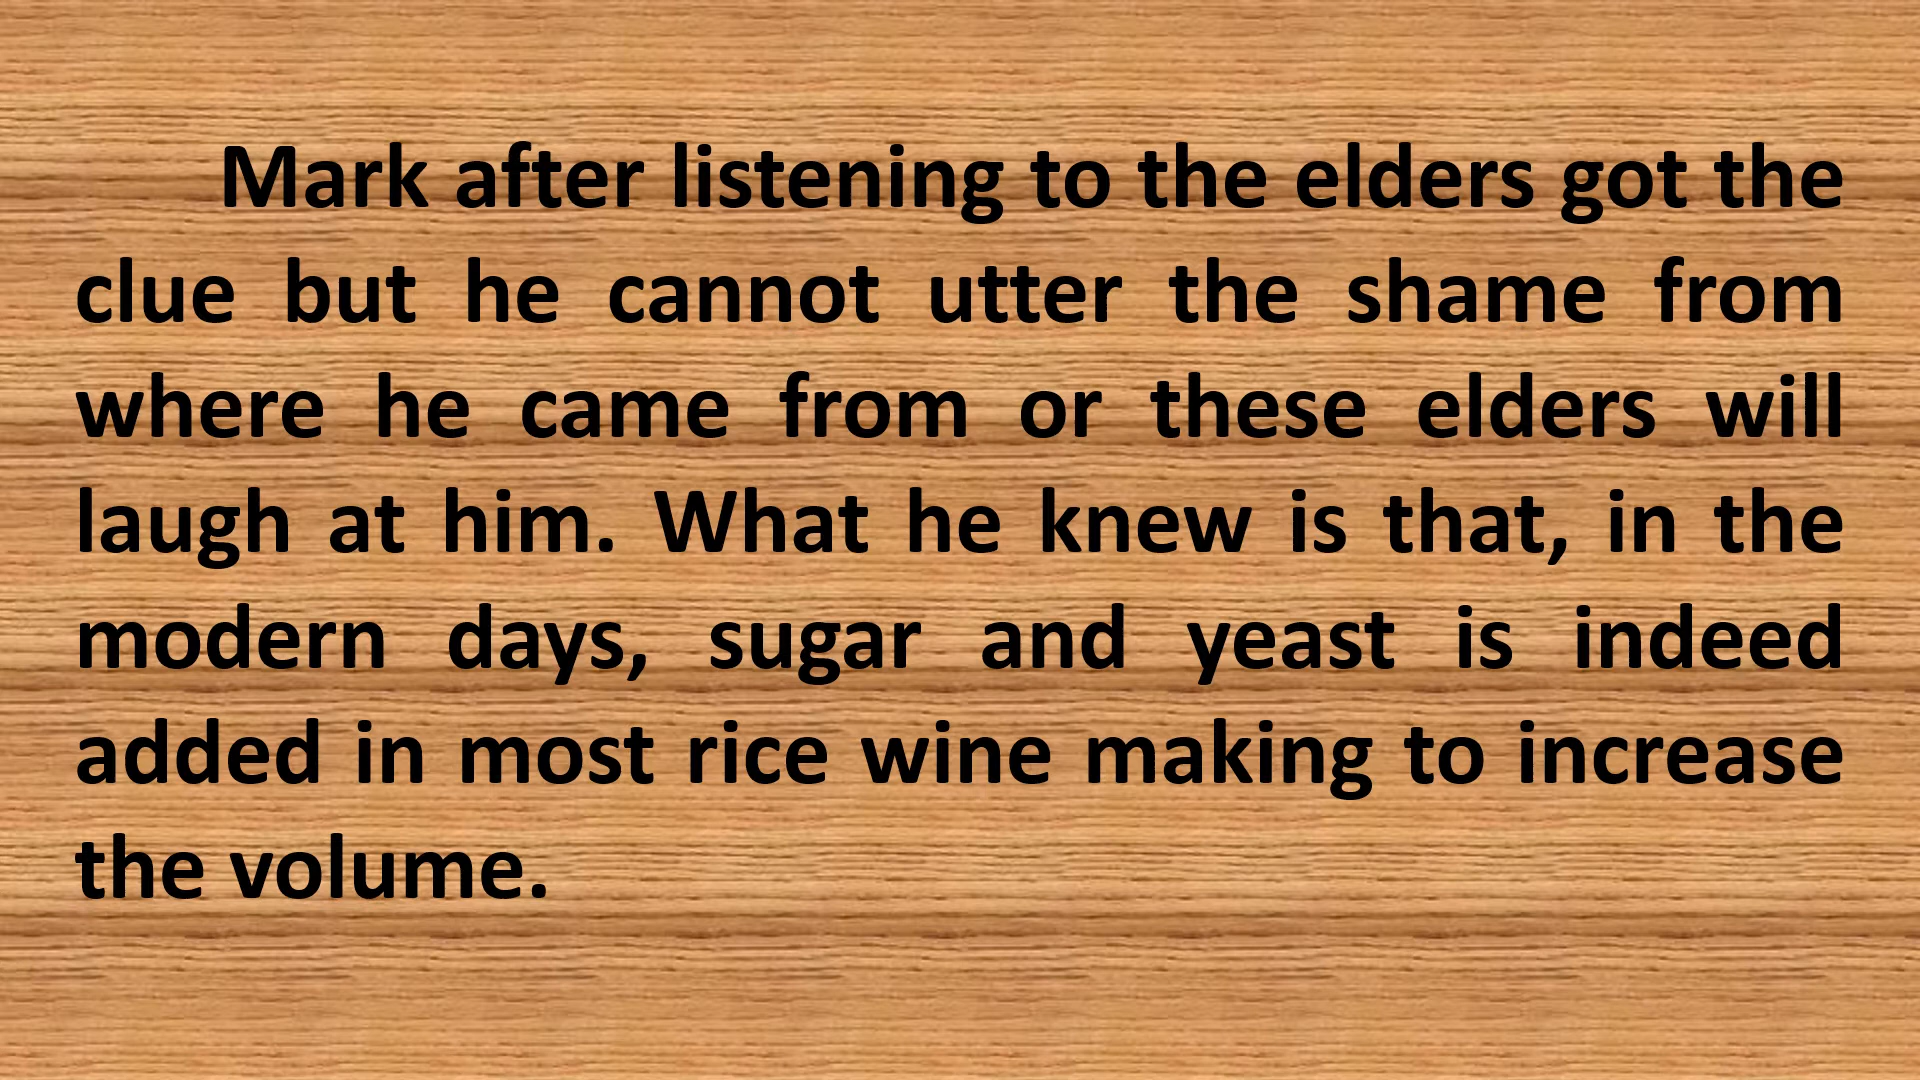 Mark after listening to the elders got the
clue but he cannot utter the shame from
where he came from or these elders will
laugh at him. What he knew is that, in the
modern days, sugar and yeast is indeed
added in most rice wine making to increase
the volume.